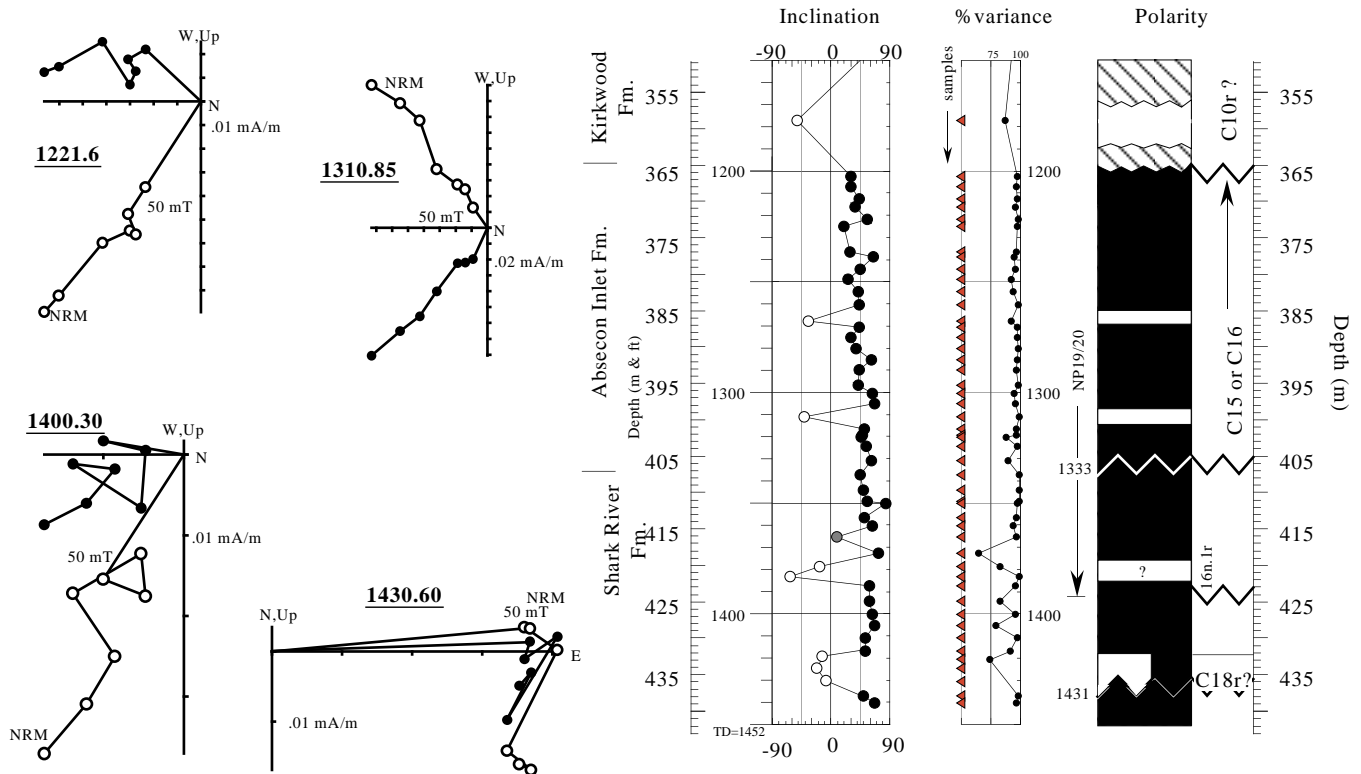 W,Up
N
.01 mA/m
1221.6
50 mT
NRM
NRM
W,Up
1310.85
50 mT
N
.02 mA/m
1400.30
W,Up
N
.01 mA/m
50 mT
NRM
1430.60
N,Up
NRM
50 mT
E
.01 mA/m
Inclination
-90 0 90
% variance
75 100
samples
Polarity
Kirkwood
Fm.
Absecon Inlet Fm.
Shark River
Fm.
Depth (m & ft)
355
365
375
385
395
405
415
425
435
1200
1300
1400
TD=1452
-90 0 90
1200
1300
1400
NP19/20
1333
1431
?
C10r ?
C15 or C16
16n.1r
C18r?
355
365
375
385
395
405
415
425
435
Depth (m)